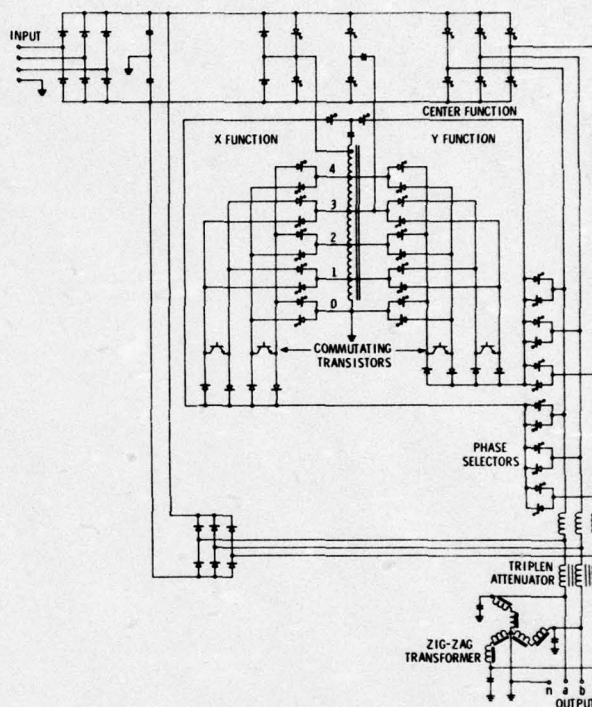 INPUT
CENTER FUNCTION
X FUNCTION
Y FUNCTION
4
3
2
1
0
COMMUTATING
TRANSISTORS
PHASE
SELECTORS
TRIPLEN
ATTENUATOR
ZIG-ZAG
TRANSFORMER
n a b
OUTPUT